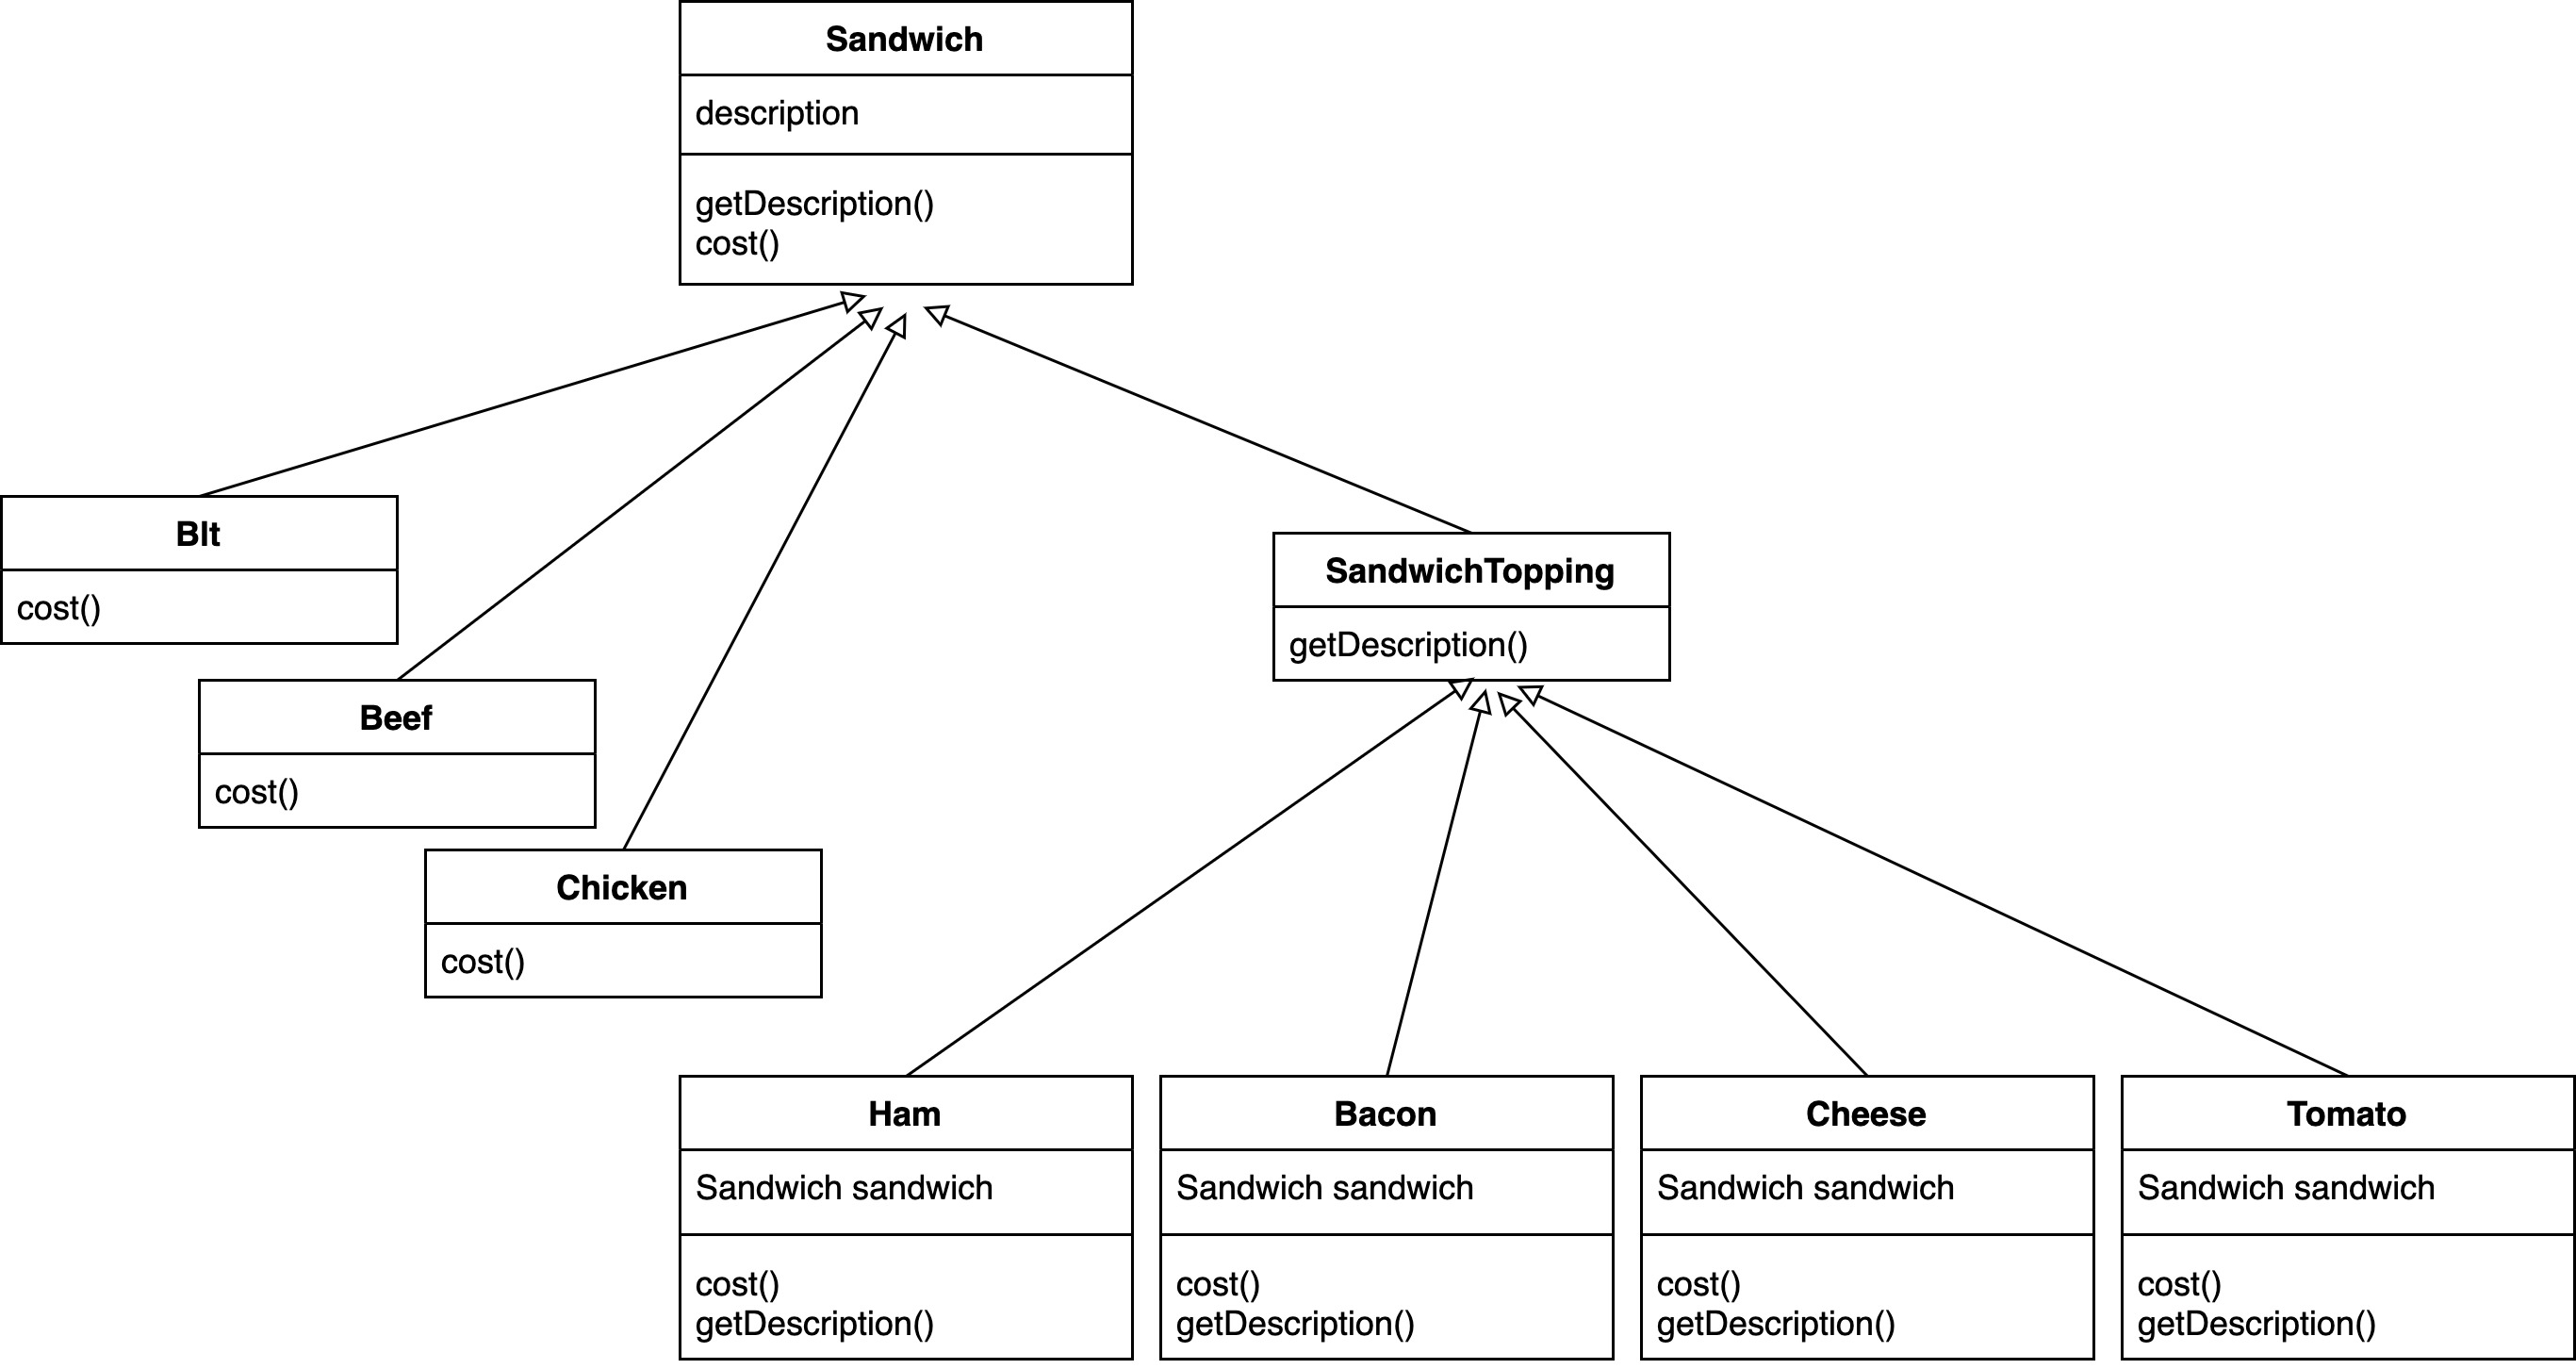 Sandwich
description
getDescription()
cost()
Blt
cost()
SandwichTopping
getDescription()
Beef
cost()
Chicken
cost()
Ham
Sandwich sandwich
cost()
getDescription()
Bacon
Sandwich sandwich
cost()
getDescription()
Cheese
Sandwich sandwich
cost()
getDescription()
Tomato
Sandwich sandwich
cost()
getDescription()